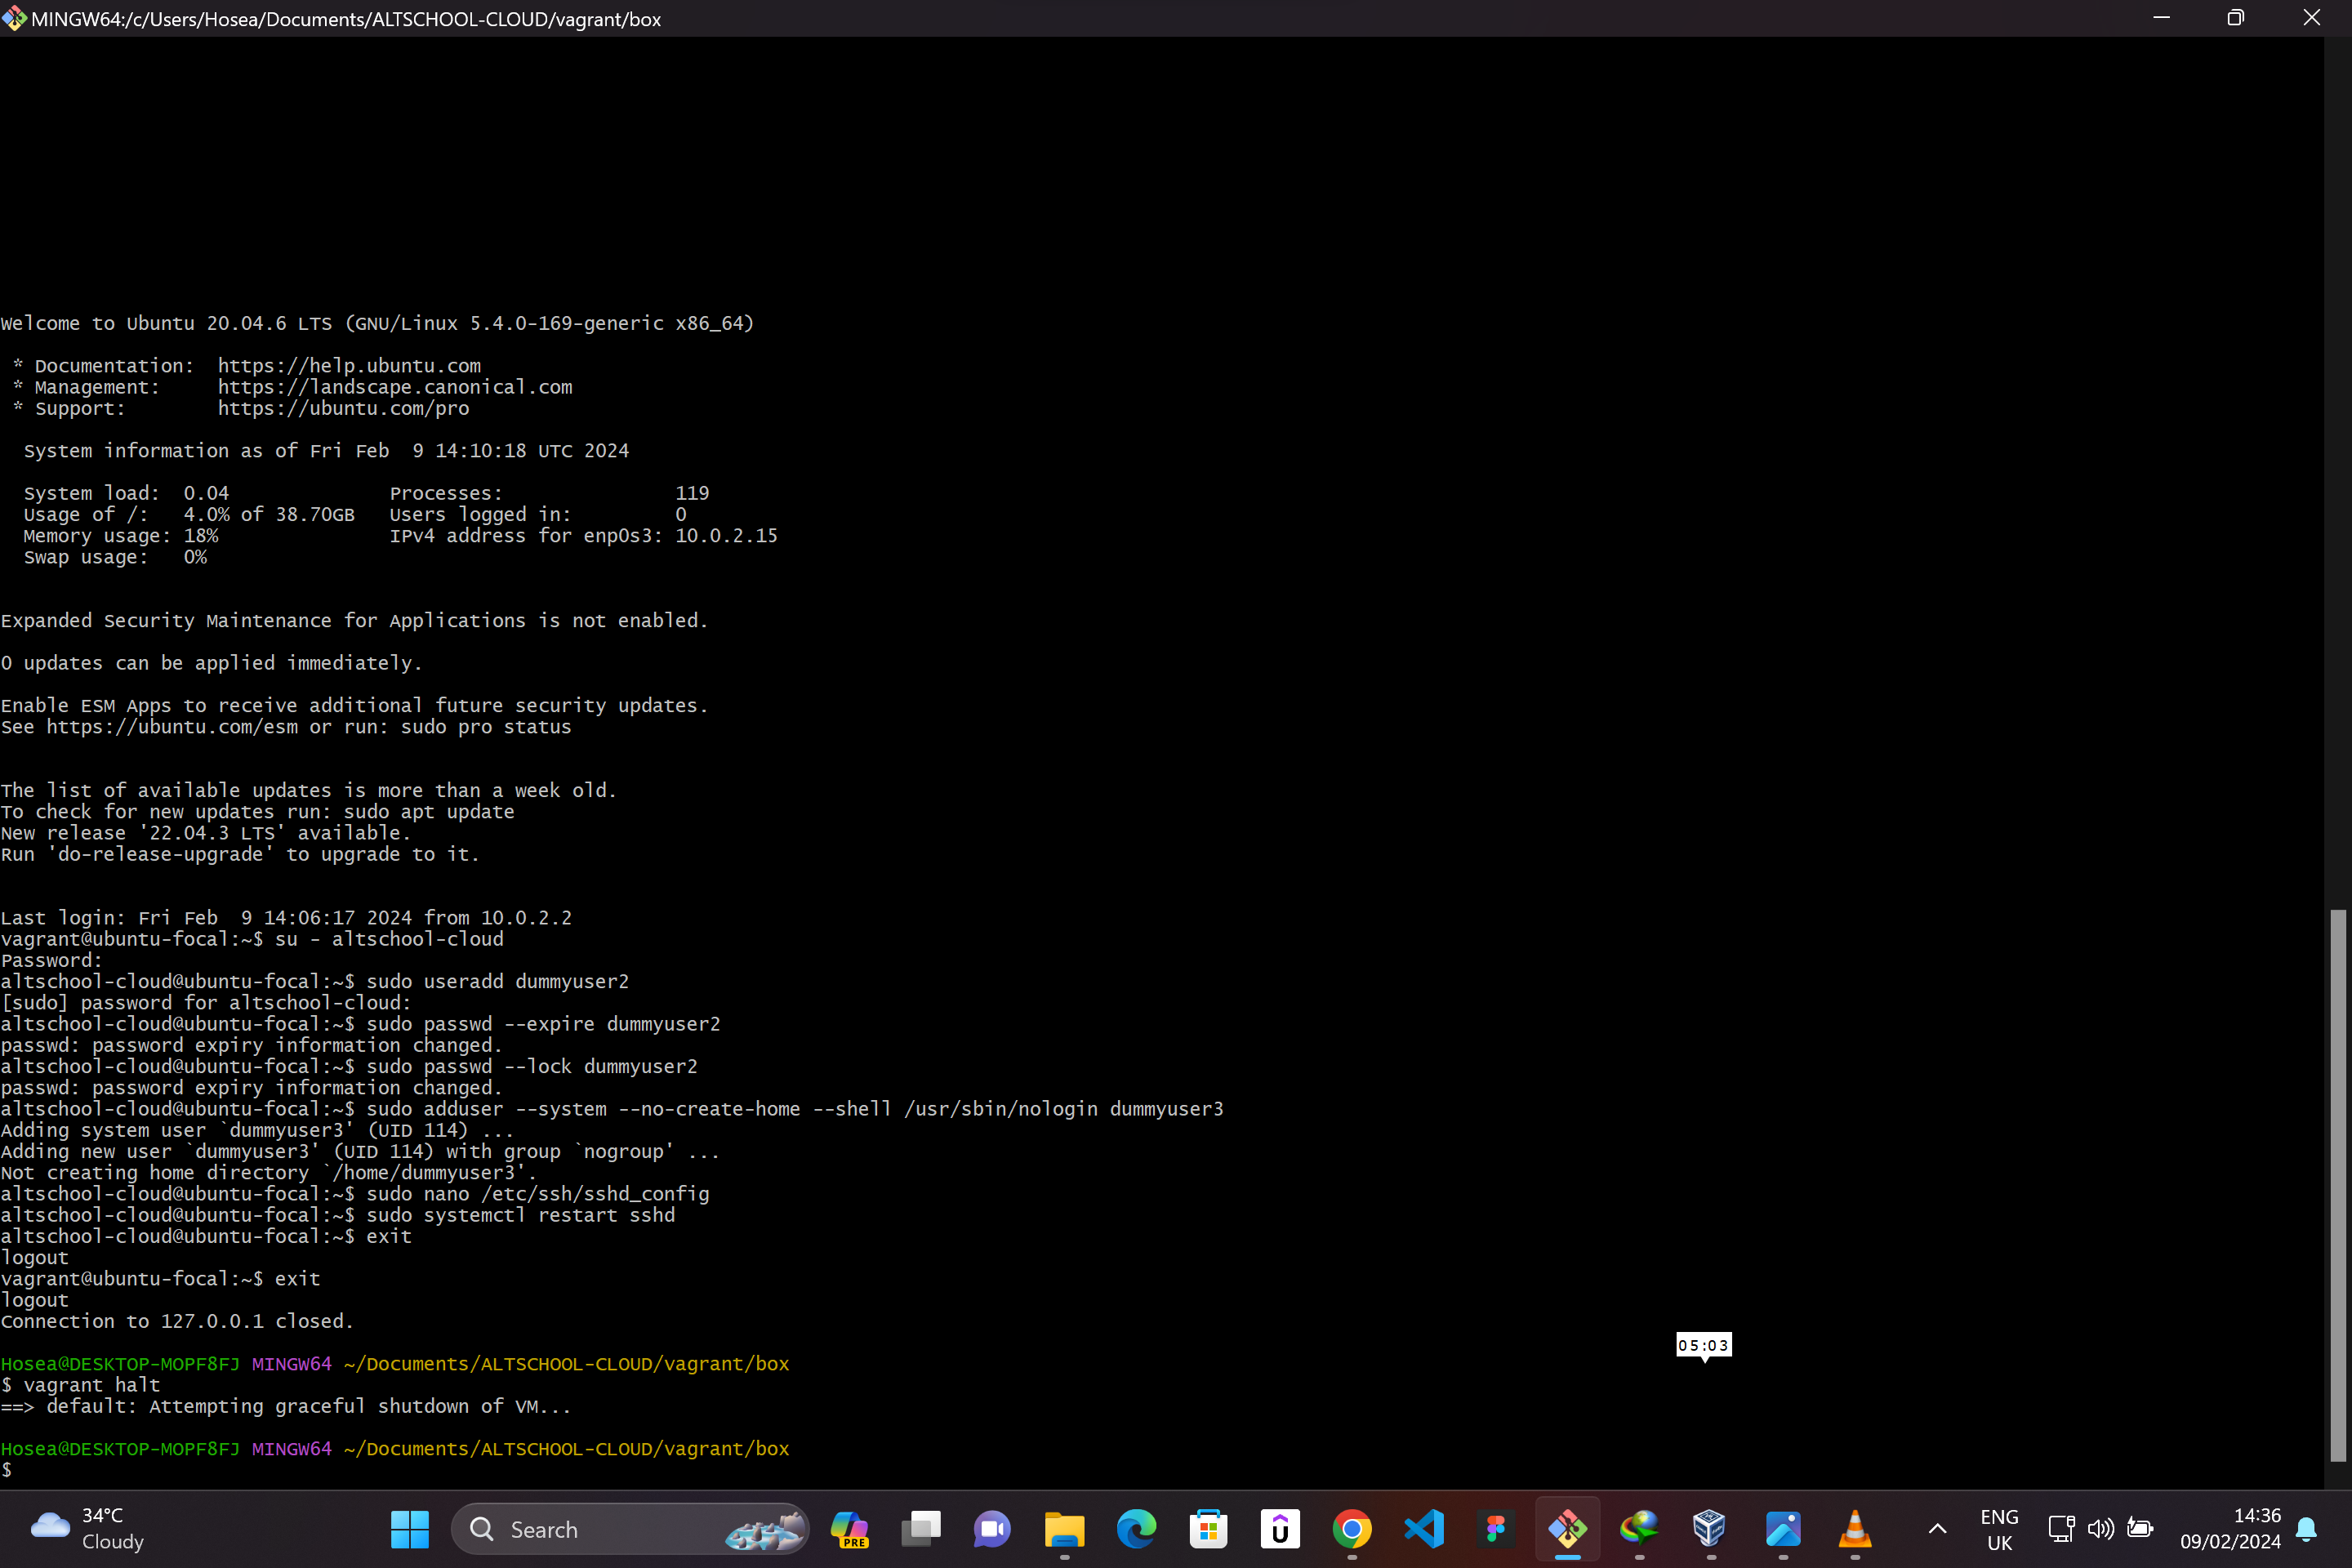 MINGW64:/c/Users/Hosea/Documents/ALTSCHOOL-CLOUD/vagrant/box
Welcome to Ubuntu 20.04.6 LTS (GNU/Linux 5.4.0-169-generic x86_64)
* Documentation:  https://help.ubuntu.com
* Management:     https://landscape.canonical.com
* Support:        https://ubuntu.com/pro
System information as of Fri Feb  9 14:10:18 UTC 2024
System load:  0.04              Processes:               119
Usage of /:   4.0% of 38.70GB   Users logged in:         0
Memory usage: 18%               IPv4 address for enp0s3: 10.0.2.15
Swap usage:   0%
Expanded Security Maintenance for Applications is not enabled.
0 updates can be applied immediately.
Enable ESM Apps to receive additional future security updates.
See https://ubuntu.com/esm or run: sudo pro status
The list of available updates is more than a week old.
To check for new updates run: sudo apt update
New release '22.04.3 LTS' available.
Run 'do-release-upgrade' to upgrade to it.
Last login: Fri Feb  9 14:06:17 2024 from 10.0.2.2
vagrant@ubuntu-focal:~$ su - altschool-cloud
Password:
altschool-cloud@ubuntu-focal:~$ sudo useradd dummyuser2
[sudo] password for altschool-cloud:
altschool-cloud@ubuntu-focal:~$ sudo passwd --expire dummyuser2
passwd: password expiry information changed.
altschool-cloud@ubuntu-focal:~$ sudo passwd --lock dummyuser2
passwd: password expiry information changed.
altschool-cloud@ubuntu-focal:~$ sudo adduser --system --no-create-home --shell /usr/sbin/nologin dummyuser3
Adding system user `dummyuser3' (UID 114) ...
Adding new user `dummyuser3' (UID 114) with group `nogroup' ...
Not creating home directory `/home/dummyuser3'.
altschool-cloud@ubuntu-focal:~$ sudo nano /etc/ssh/sshd_config
altschool-cloud@ubuntu-focal:~$ sudo systemctl restart sshd
altschool-cloud@ubuntu-focal:~$ exit
logout
vagrant@ubuntu-focal:~$ exit
logout
Connection to 127.0.0.1 closed.
05:03
Hosea@DESKTOP-MOPF8FJ MINGW64 ~/Documents/ALTSCHOOL-CLOUD/vagrant/box
$ vagrant halt
==> default: Attempting graceful shutdown of VM...
Hosea@DESKTOP-MOPF8FJ MINGW64 ~/Documents/ALTSCHOOL-CLOUD/vagrant/box
$
34°C
Cloudy
Search
PRE
ENG
UK
14:36
09/02/2024